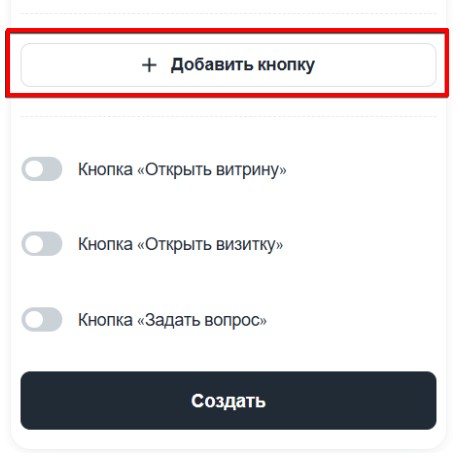 + Добавить кнопку
Кнопка «Открыть витрину»
Кнопка «Открыть визитку»
Кнопка «Задать вопрос»
Создать